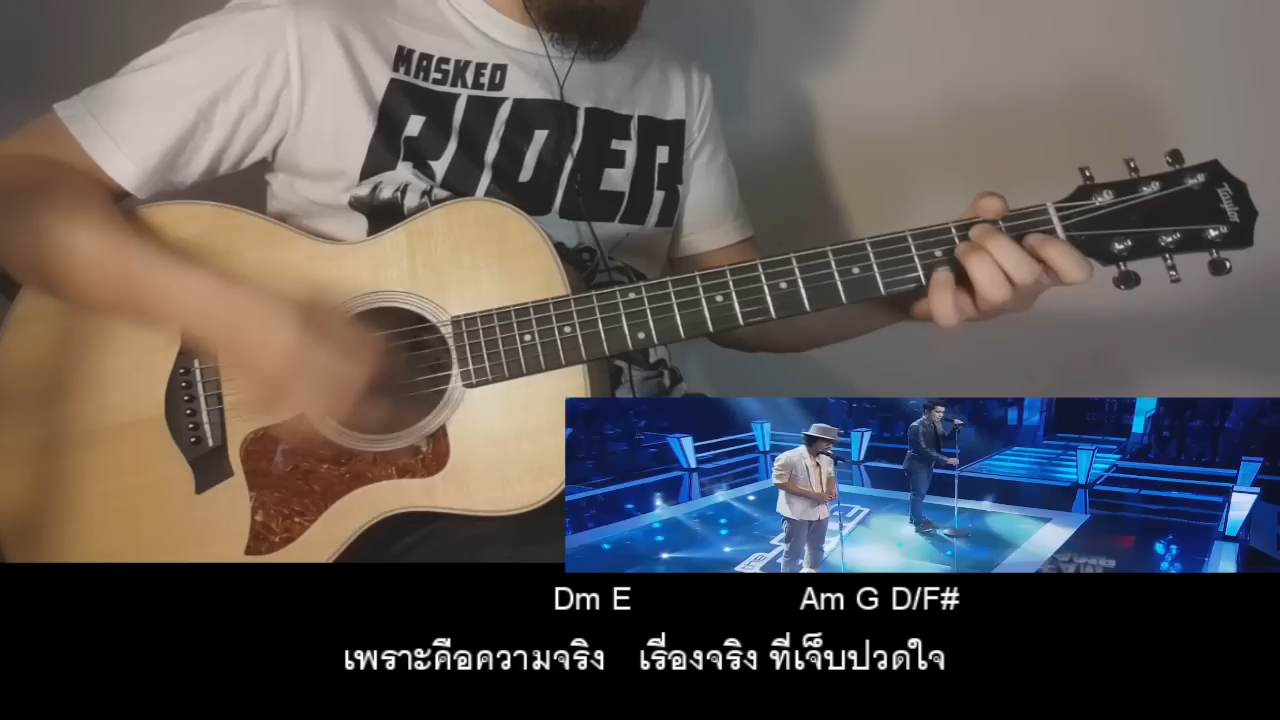 MASKED
RIDER
Taylor
Dm E Am G D/F#
เพราะคือความจริง เรื่องจริง ที่เจ็บปวดใจ